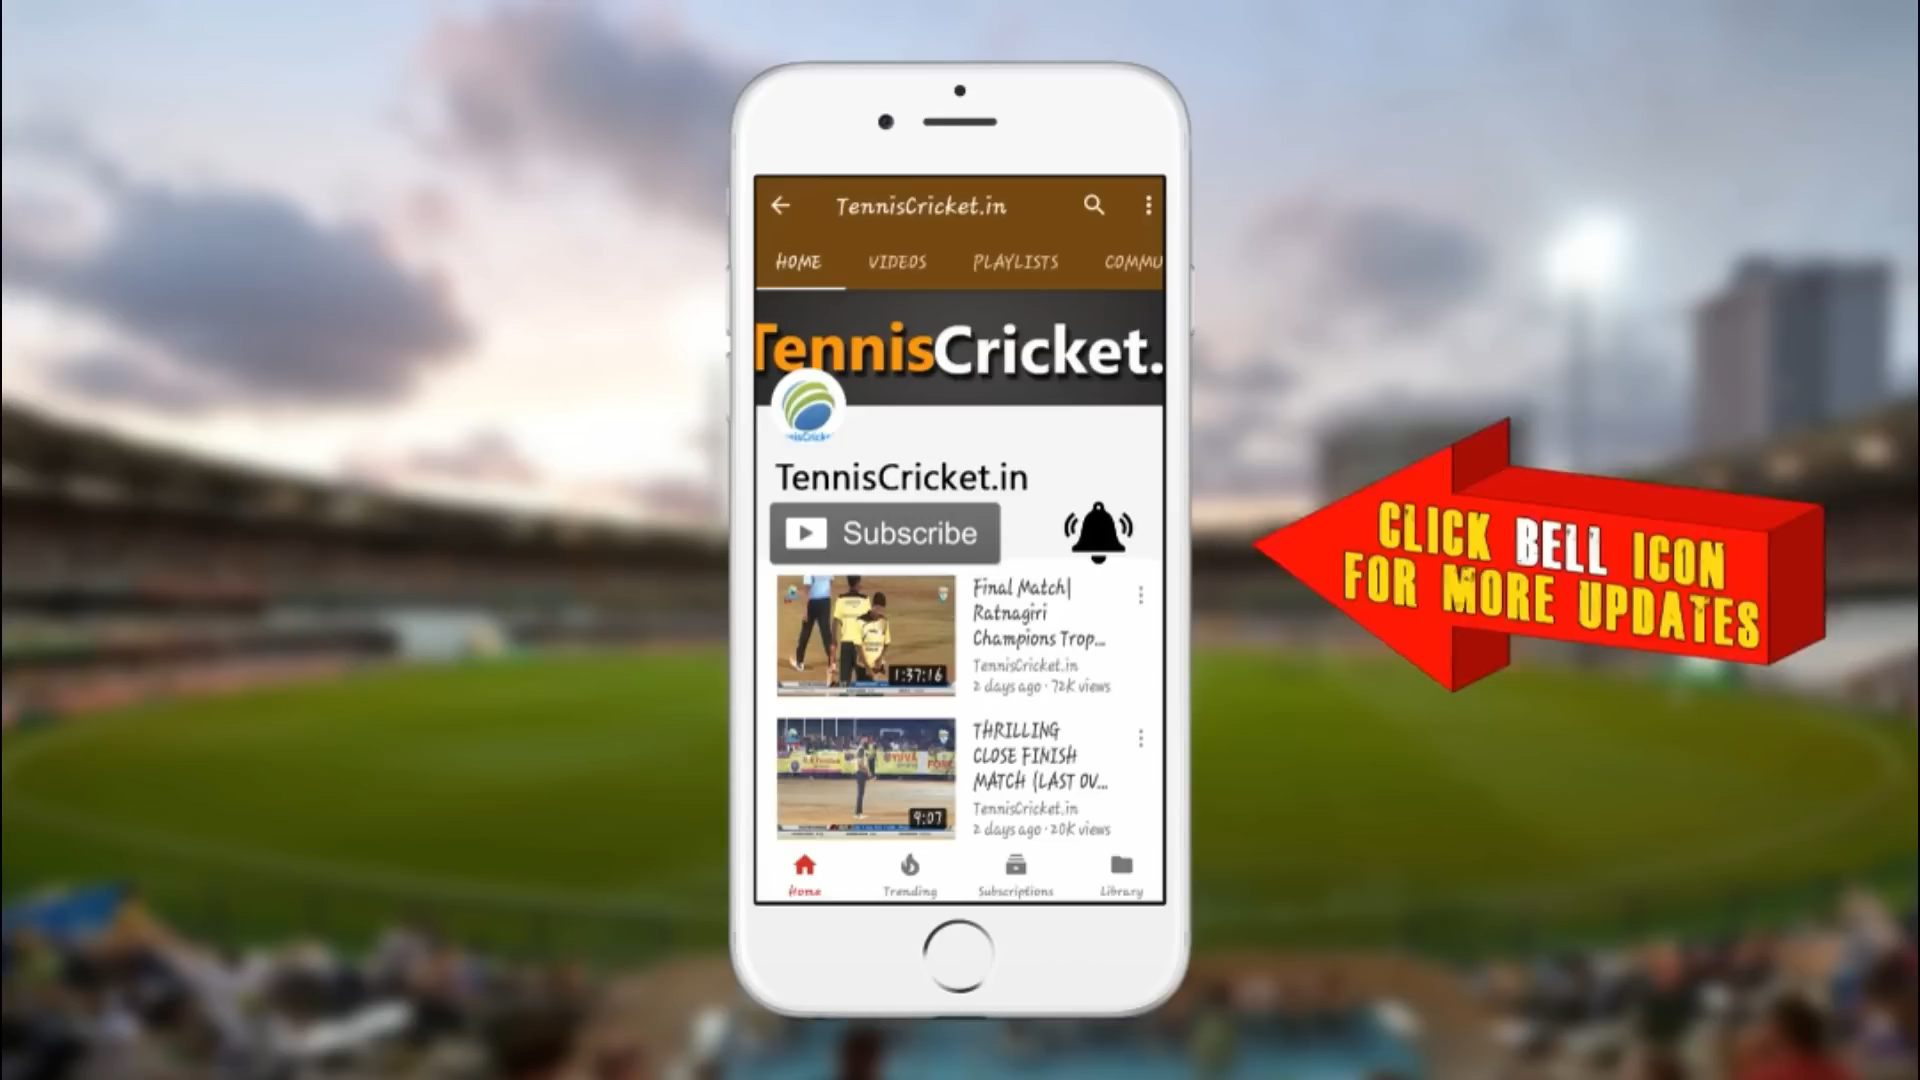 TennisCricket.in
HOME VIDEOS PLAYLISTS COMMU
TennisCricket.
TennisCricket.in
Subscribe
Final Match|
Ratnagiri
Champions Trop...
TennisCricket.in
2 days ago · 72K views
1:37:16
THRILLING
CLOSE FINISH
MATCH (LAST OV...
TennisCricket.in
2 days ago · 20K views
YUVA
9:07
Home Trending Subscriptions Library
CLICK BELL ICON
FOR MORE UPDATES